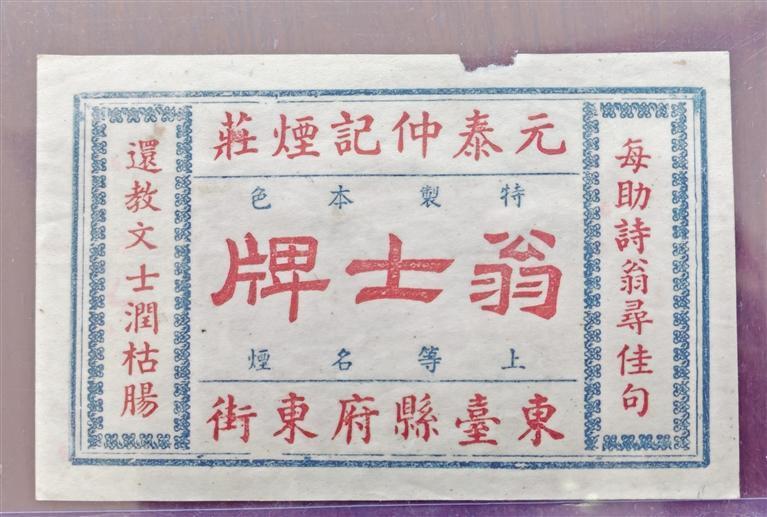 元泰仲記煙莊
特製本色
翁士牌
上等名煙
東臺縣府東街
每助詩翁尋佳句
還教文士潤枯腸